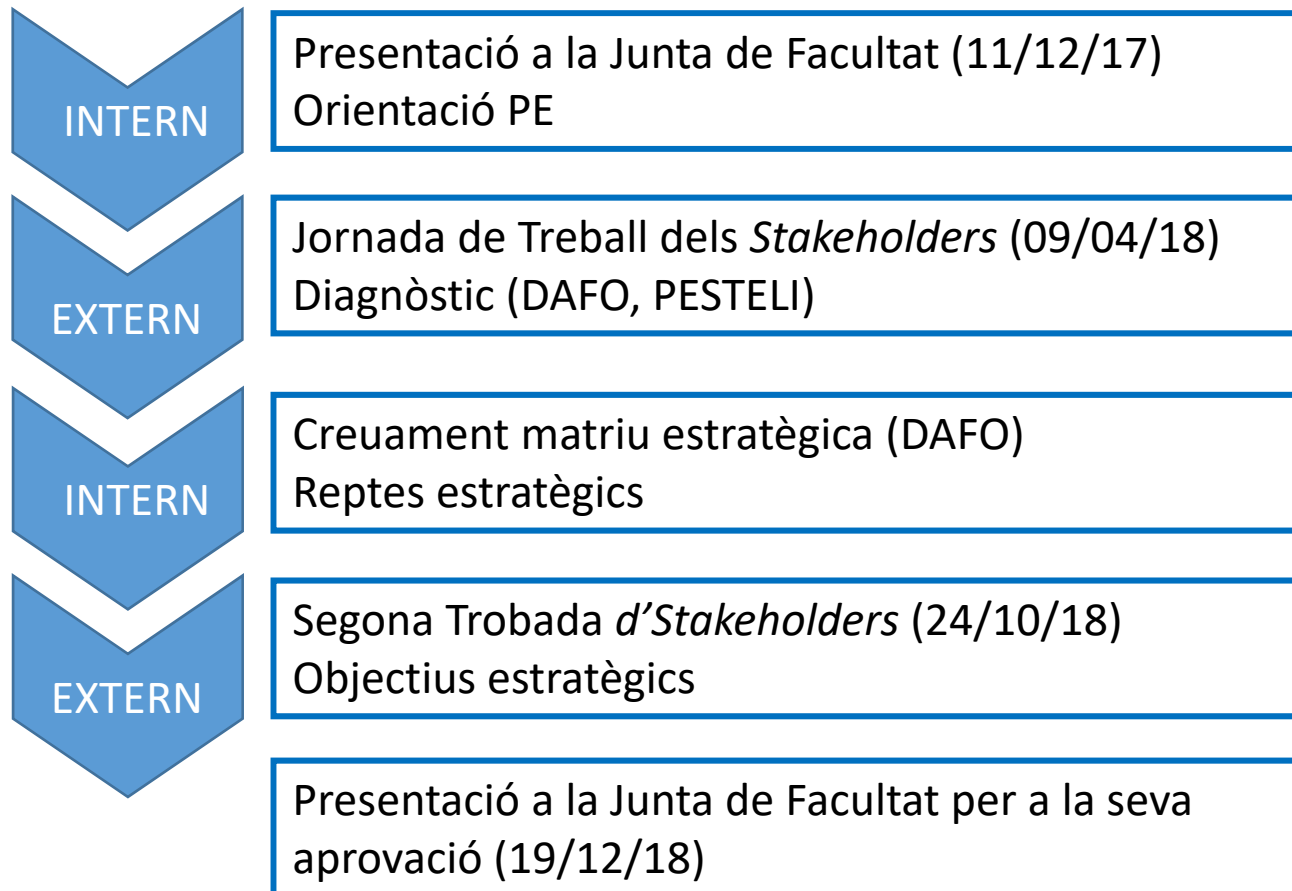 INTERN
Presentació a la Junta de Facultat (11/12/17)
Orientació PE
EXTERN
Jornada de Treball dels Stakeholders (09/04/18)
Diagnòstic (DAFO, PESTELI)
INTERN
Creuament matriu estratègica (DAFO)
Reptes estratègics
EXTERN
Segona Trobada d’Stakeholders (24/10/18)
Objectius estratègics
Presentació a la Junta de Facultat per a la seva
aprovació (19/12/18)